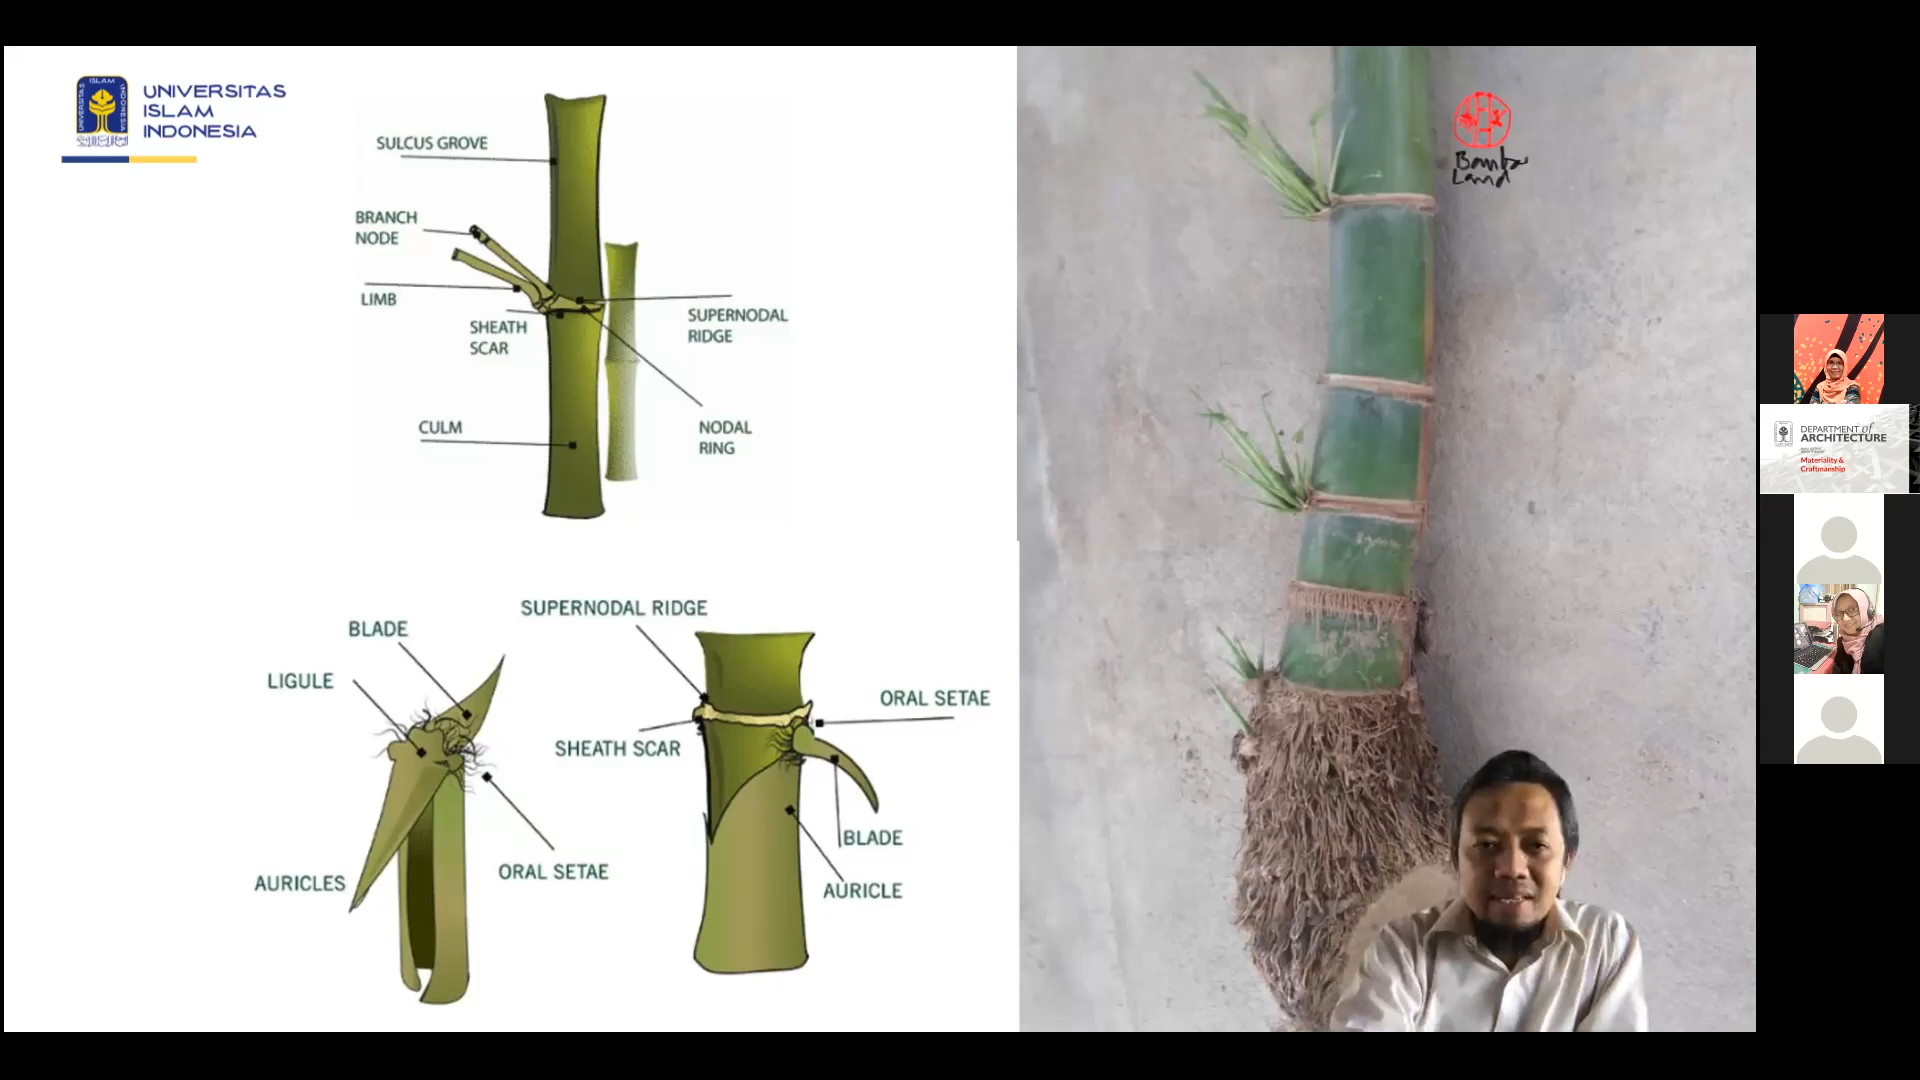 UNIVERSITAS
ISLAM
INDONESIA
SULCUS GROVE
BRANCH
NODE
LIMB
SHEATH
SCAR
SUPERNODAL
RIDGE
CULM
NODAL
RING
SUPERNODAL RIDGE
BLADE
LIGULE
ORAL SETAE
SHEATH SCAR
BLADE
ORAL SETAE
AURICLES
AURICLE
Land
DEPARTMENT of
ARCHITECTURE
Materiality &
Craftmanship